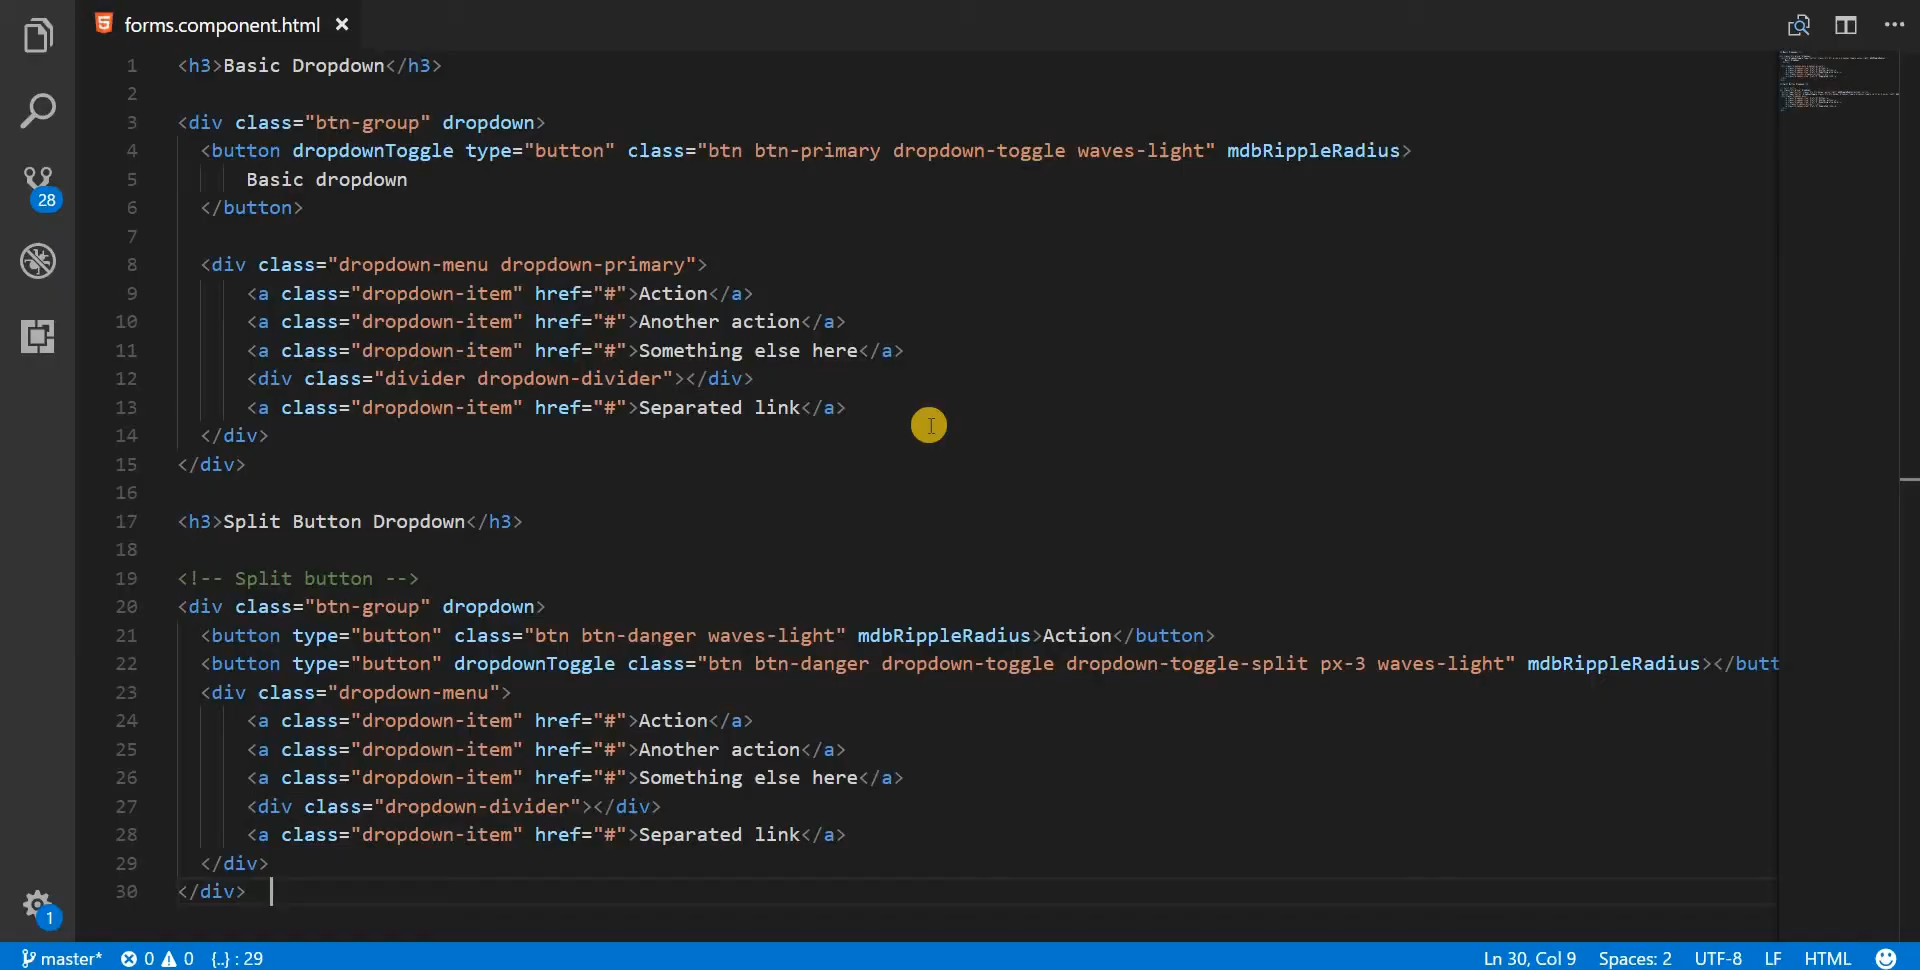 forms.component.html
1 <h3>Basic Dropdown</h3>
2
3 <div class="btn-group" dropdown>
4 <button dropdownToggle type="button" class="btn btn-primary dropdown-toggle waves-light" mdbRippleRadius>
5 Basic dropdown
6 </button>
7
8 <div class="dropdown-menu dropdown-primary">
9 <a class="dropdown-item" href="#">Action</a>
10 <a class="dropdown-item" href="#">Another action</a>
11 <a class="dropdown-item" href="#">Something else here</a>
12 <div class="divider dropdown-divider"></div>
13 <a class="dropdown-item" href="#">Separated link</a>
14 </div>
15 </div>
16
17 <h3>Split Button Dropdown</h3>
18
19 <!-- Split button -->
20 <div class="btn-group" dropdown>
21 <button type="button" class="btn btn-danger waves-light" mdbRippleRadius>Action</button>
22 <button type="button" dropdownToggle class="btn btn-danger dropdown-toggle dropdown-toggle-split px-3 waves-light" mdbRippleRadius></butt
23 <div class="dropdown-menu">
24 <a class="dropdown-item" href="#">Action</a>
25 <a class="dropdown-item" href="#">Another action</a>
26 <a class="dropdown-item" href="#">Something else here</a>
27 <div class="dropdown-divider"></div>
28 <a class="dropdown-item" href="#">Separated link</a>
29 </div>
30 </div>
28
1
master* 0 0 {..} : 29 Ln 30, Col 9 Spaces: 2 UTF-8 LF HTML